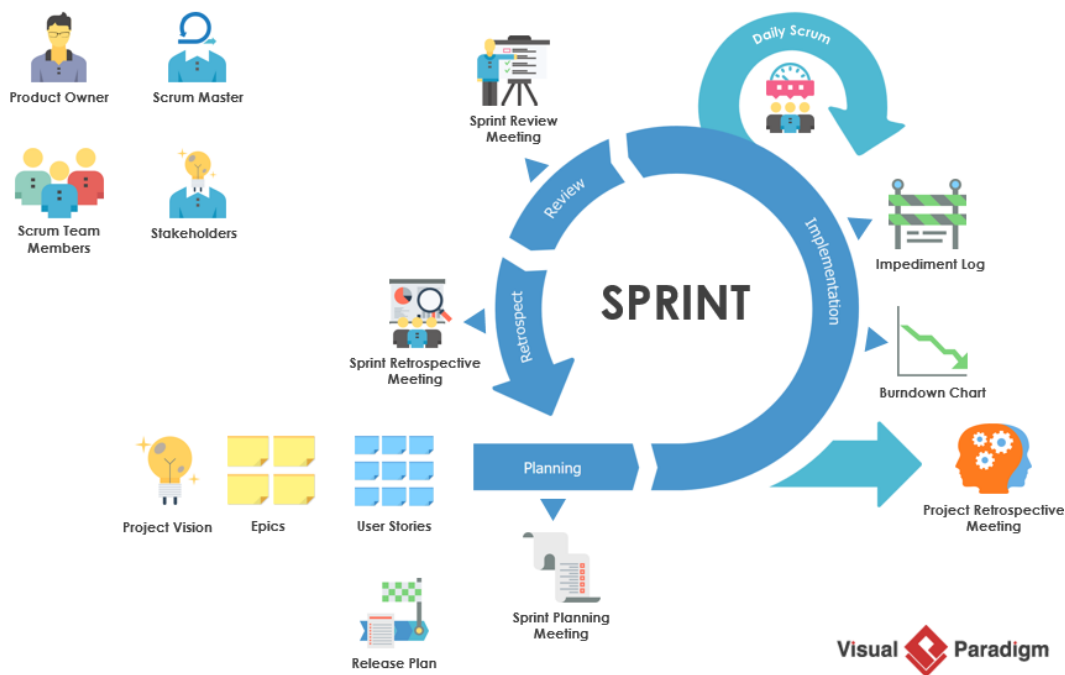 Product Owner
Scrum Master
Scrum Team
Members
Stakeholders
Daily Scrum
Sprint Review
Meeting
Review
Implementation
Impediment Log
SPRINT
Retrospect
Sprint Retrospective
Meeting
Burndown Chart
Project Vision
Epics
User Stories
Planning
Project Retrospective
Meeting
Sprint Planning
Meeting
Release Plan
Visual Paradigm